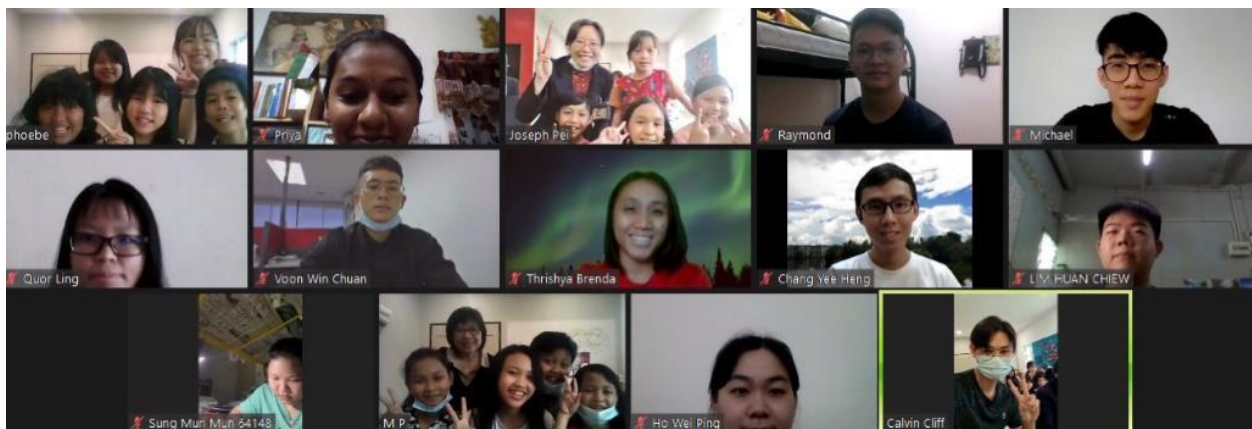 phoebe
Priya
Joseph Pei
Raymond
Michael
Quor Ling
Voon Win Chuan
Thrishya Brenda
Chang Yee Heng
LIM HUAN CHIEW
Sung Mun Mun 64148
M P
Ho Wei Ping
Calvin Cliff